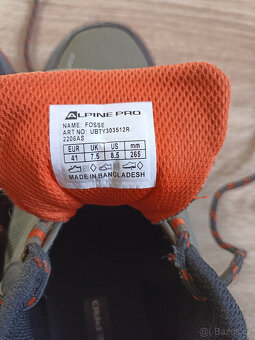 ALPINE PRO
NAME: FOSSE
ART NO: UBTY303512R
2206AS
EUR UK US mm
41 7.5 8.5 265
MADE IN BANGLADESH